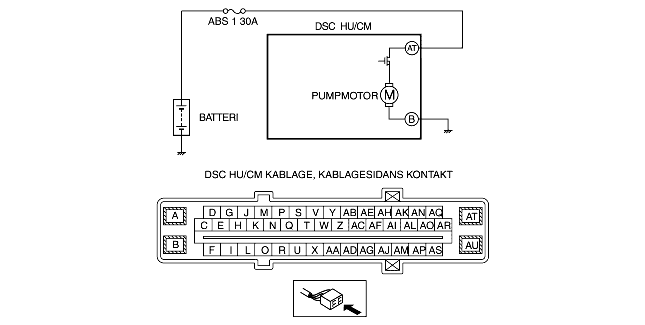 ABS 1 30A
DSC HU/CM
AT
PUMPMOTOR M
B
BATTERI
DSC HU/CM KABLAGE, KABLAGESIDANS KONTAKT
A D G J M P S V Y AB AE AH AK AN AQ AT
C E H K N Q T W Z AC AF AI AL AO AR
B F I L O R U X AA AD AG AJ AM AP AS AU